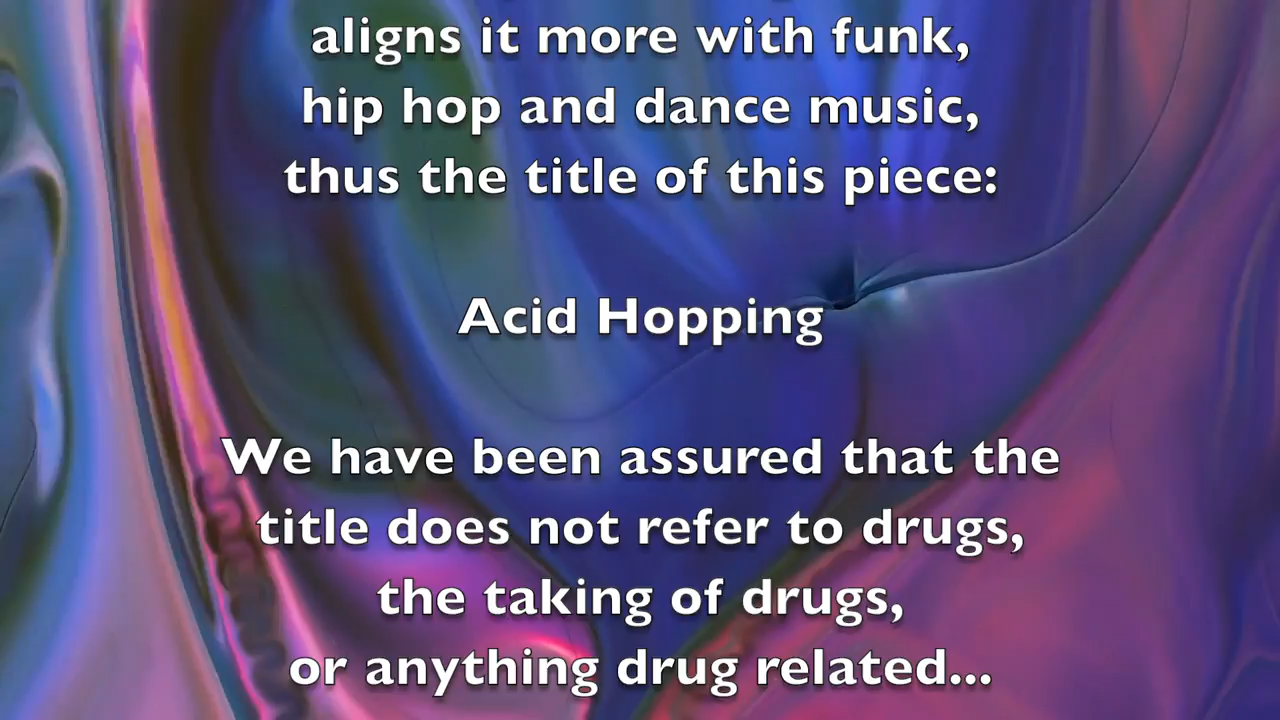 aligns it more with funk,
hip hop and dance music,
thus the title of this piece:
Acid Hopping
We have been assured that the
title does not refer to drugs,
the taking of drugs,
or anything drug related...